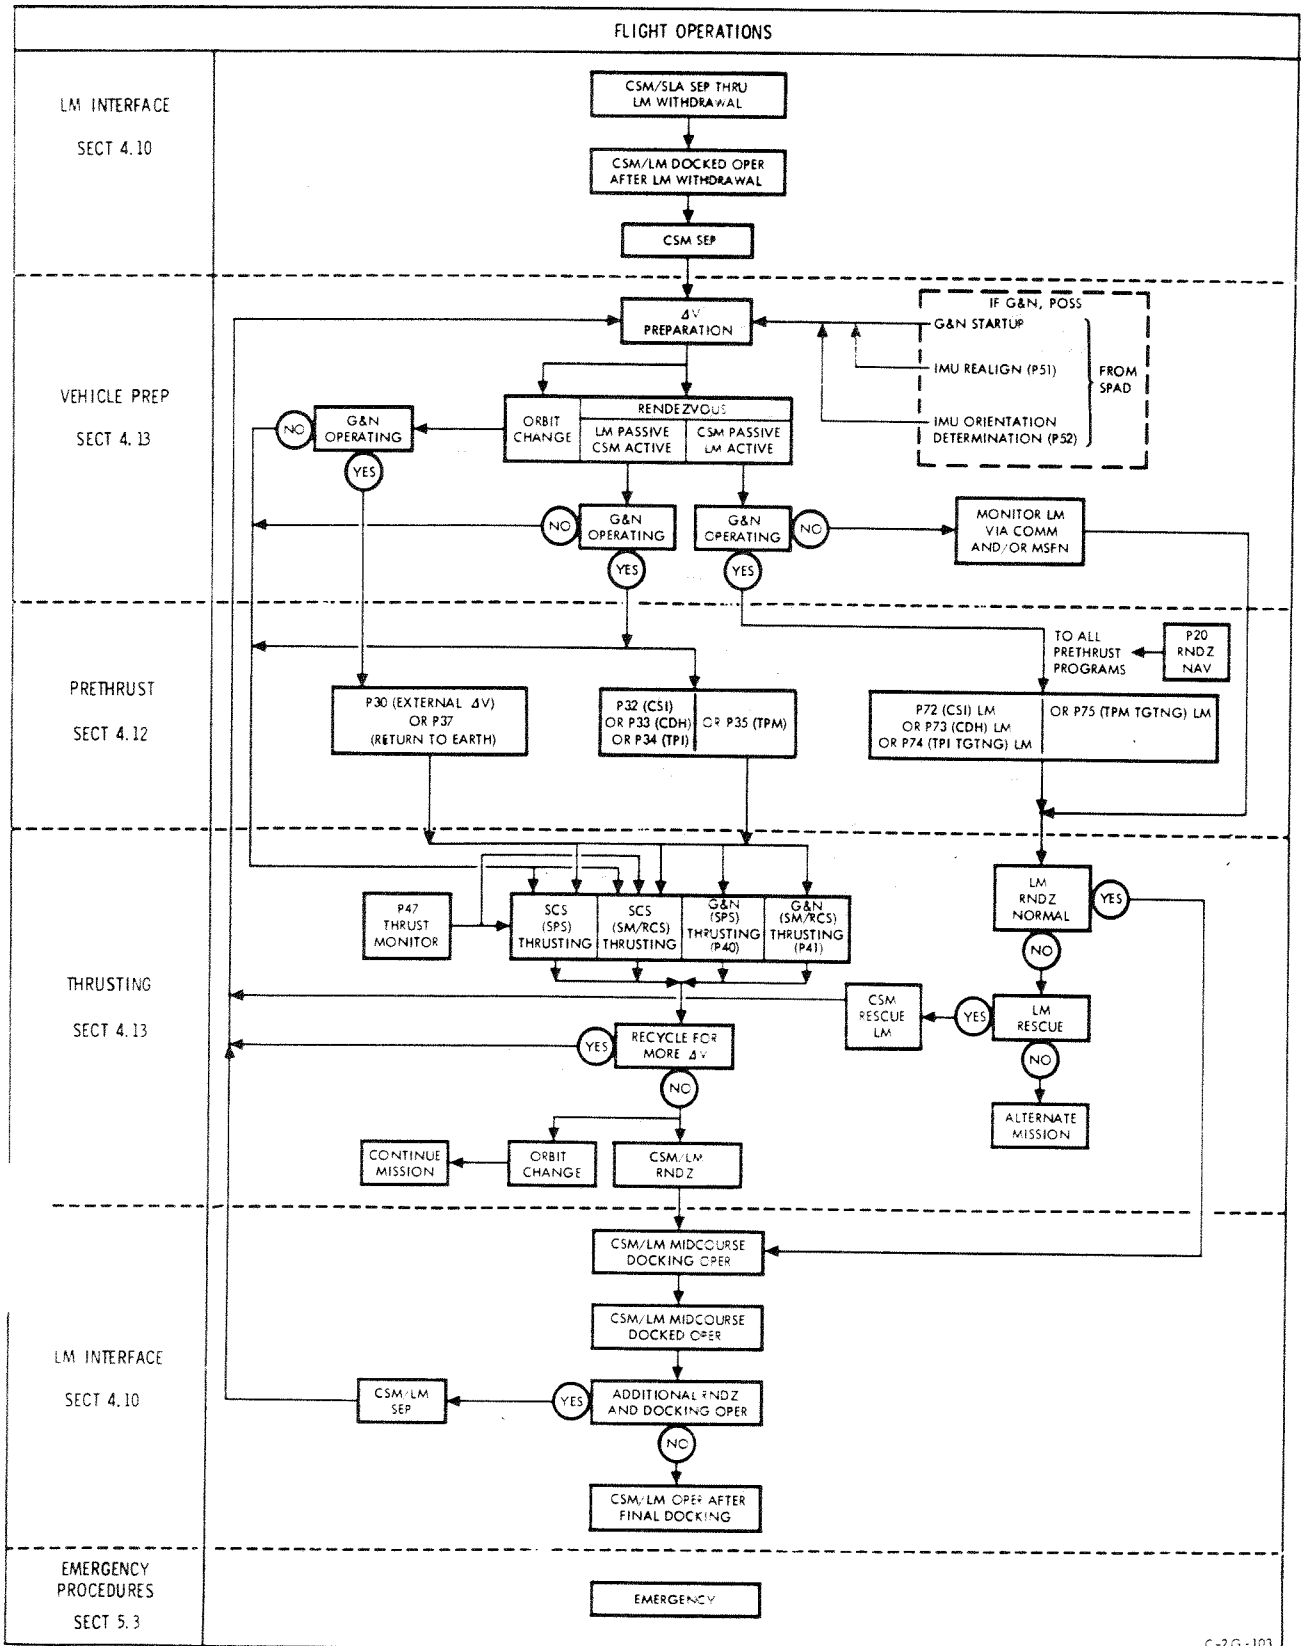 FLIGHT OPERATIONS
LM INTERFACE
SECT 4.10
CSM/SLA SEP THRU
LM WITHDRAWAL
CSM/LM DOCKED OPER
AFTER LM WITHDRAWAL
CSM SEP
VEHICLE PREP
SECT 4.13
ΔV
PREPARATION
IF G&N, POSS
G&N STARTUP
IMU REALIGN (P51)
IMU ORIENTATION
DETERMINATION (P52)
FROM
SPAD
NO
G&N
OPERATING
YES
ORBIT
CHANGE
RENDEZVOUS
LM PASSIVE
CSM ACTIVE
CSM PASSIVE
LM ACTIVE
NO
G&N
OPERATING
YES
G&N
OPERATING
NO
YES
MONITOR LM
VIA COMM
AND/OR MSFN
PRETHRUST
SECT 4.12
TO ALL
PRETHRUST
PROGRAMS
P20
RNDZ
NAV
P30 (EXTERNAL ΔV)
OR P37
(RETURN TO EARTH)
P32 (CSI)
OR P33 (CDH)
OR P34 (TPI)
OR P35 (TPM)
P72 (CSI) LM
OR P73 (CDH) LM
OR P74 (TPI TGTNG) LM
OR P75 (TPM TGTNG) LM
THRUSTING
SECT 4.13
P47
THRUST
MONITOR
SCS
(SPS)
THRUSTING
SCS
(SM/RCS)
THRUSTING
G&N
(SPS)
THRUSTING
(P40)
G&N
(SM/RCS)
THRUSTING
(P41)
LM
RNDZ
NORMAL
YES
NO
CSM
RESCUE
LM
YES
LM
RESCUE
NO
ALTERNATE
MISSION
YES
RECYCLE FOR
MORE ΔV
NO
CONTINUE
MISSION
ORBIT
CHANGE
CSM/LM
RNDZ
LM INTERFACE
SECT 4.10
CSM/LM MIDCOURSE
DOCKING OPER
CSM/LM MIDCOURSE
DOCKED OPER
CSM/LM
SEP
YES
ADDITIONAL RNDZ
AND DOCKING OPER
NO
CSM/LM OPER AFTER
FINAL DOCKING
EMERGENCY
PROCEDURES
SECT 5.3
EMERGENCY
C-2G-103